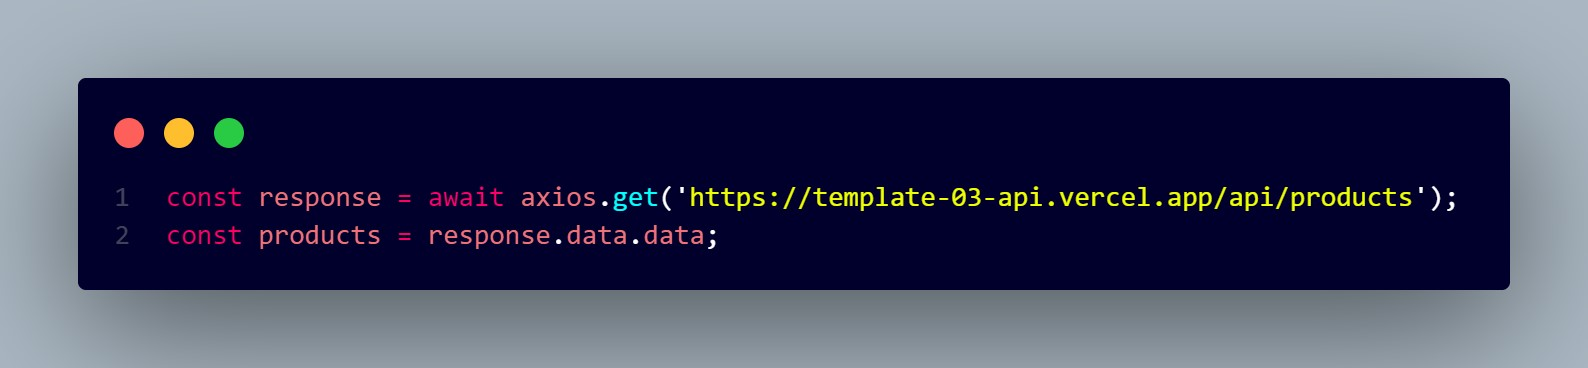 1 const response = await axios.get('https://template-03-api.vercel.app/api/products');
2 const products = response.data.data;